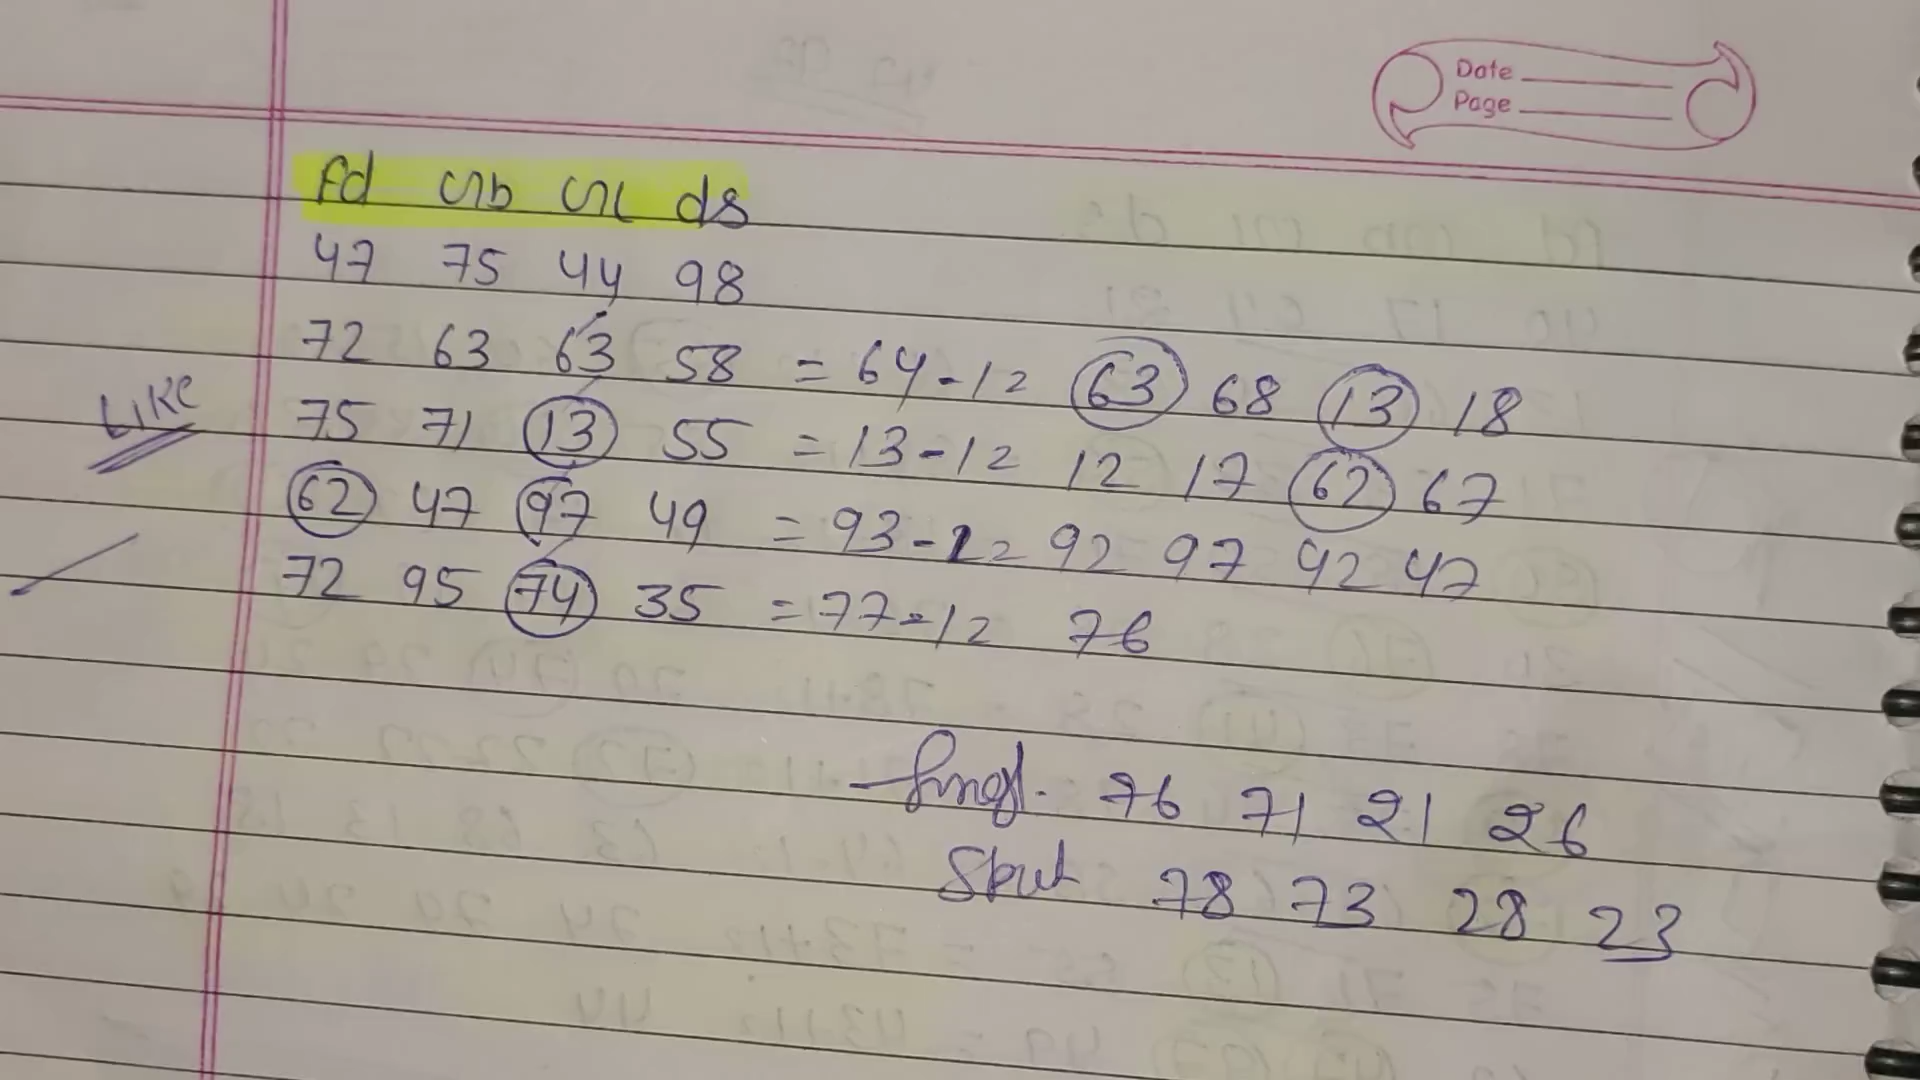 Date
Page
fd Gb Gl ds
47 75 44 98
72 63 63 58 = 64-12 63 68 13 18
LIKE
75 71 13 55 = 13-12 12 17 62 67
62 47 97 49 = 93-12 92 97 42 47
72 95 74 35 = 77-12 76
76 71 21 26
78 73 28 23